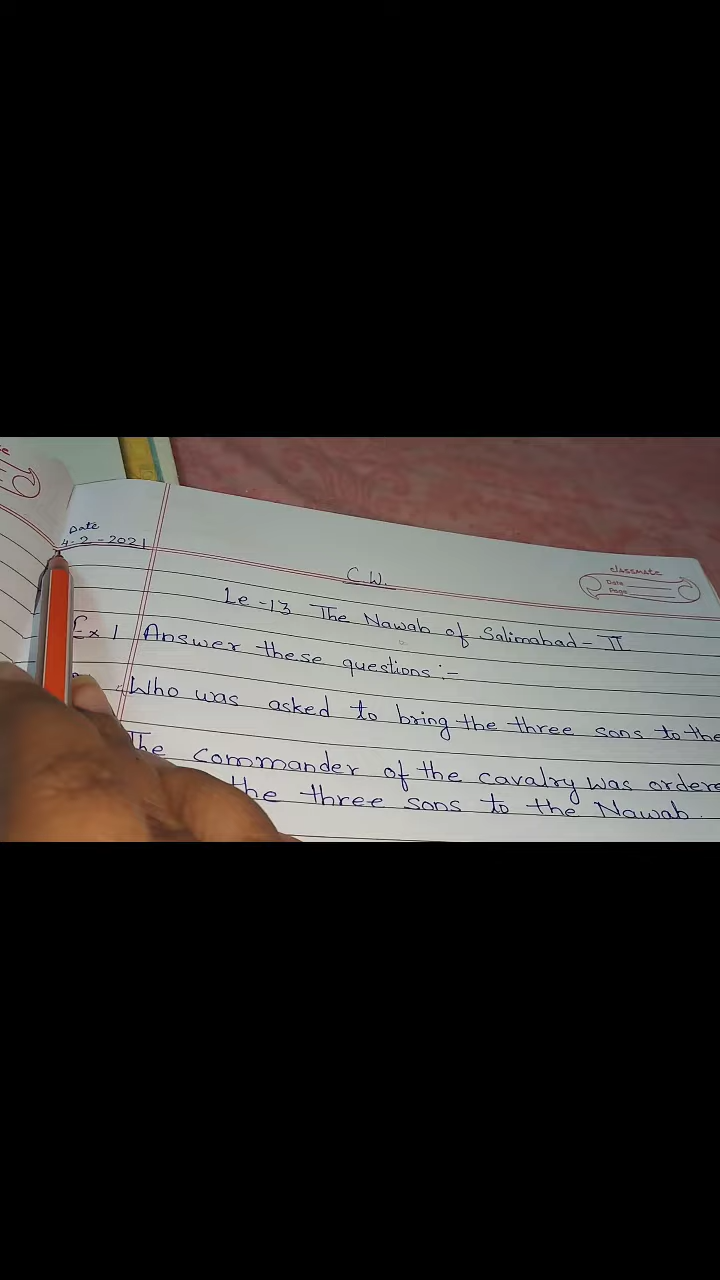 Date
4-2-2021
classmate
Date
Page
C.W.
Le-13 The Nawab of Salimabad-II
Ex 1 Answer these questions:-
Who was asked to bring the three sons to the
The commander of the cavalry was ordere
the three sons to the Nawab.